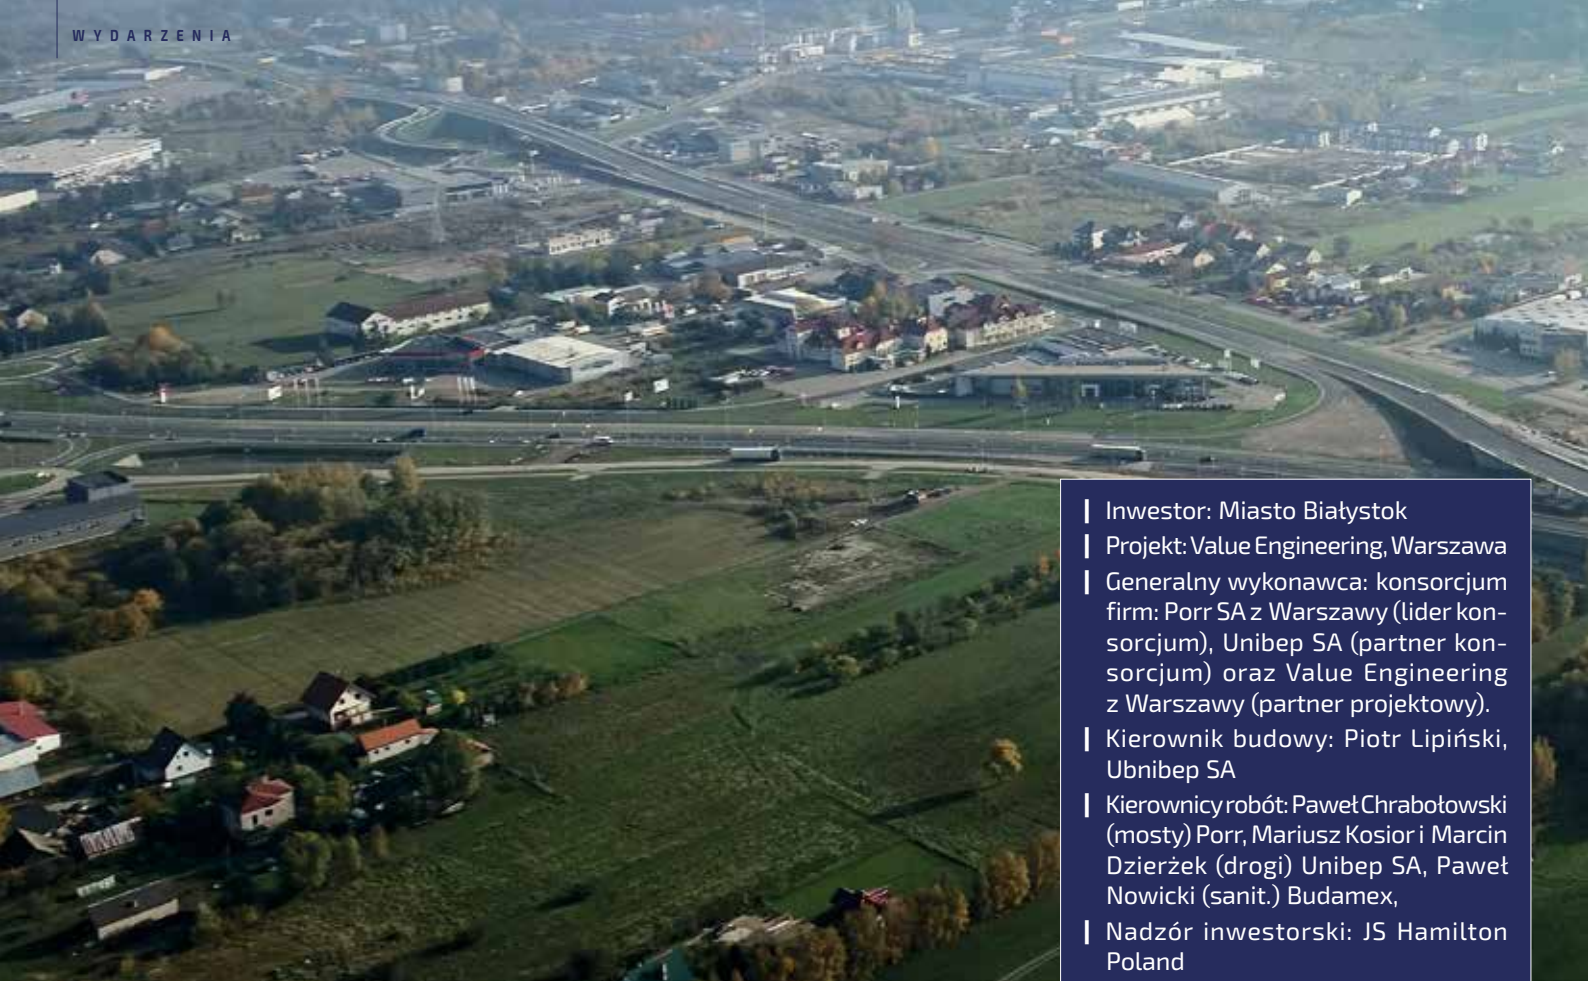 WYDARZENIA
Inwestor: Miasto Białystok
Projekt: Value Engineering, Warszawa
Generalny wykonawca: konsorcjum
firm: Porr SA z Warszawy (lider kon-
sorcjum), Unibep SA (partner kon-
sorcjum) oraz Value Engineering
z Warszawy (partner projektowy).
Kierownik budowy: Piotr Lipiński,
Ubnibep SA
Kierownicy robót: Paweł Chrabołowski
(mosty) Porr, Mariusz Kosior i Marcin
Dzierżek (drogi) Unibep SA, Paweł
Nowicki (sanit.) Budamex,
Nadzór inwestorski: JS Hamilton
Poland